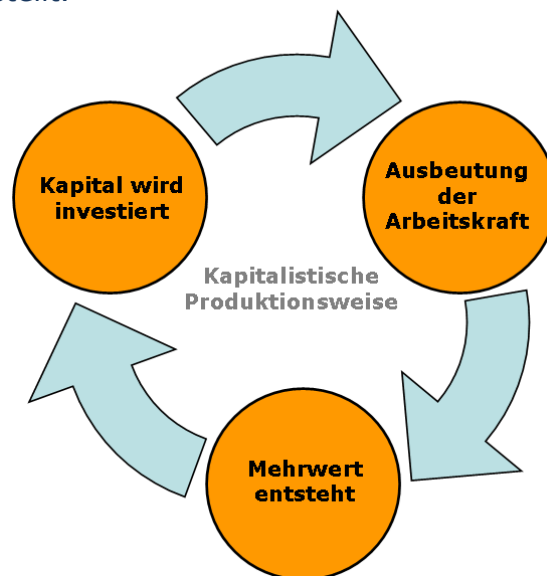 Kapital wird
investiert
Ausbeutung
der
Arbeitskraft
Kapitalistische
Produktionsweise
Mehrwert
entsteht